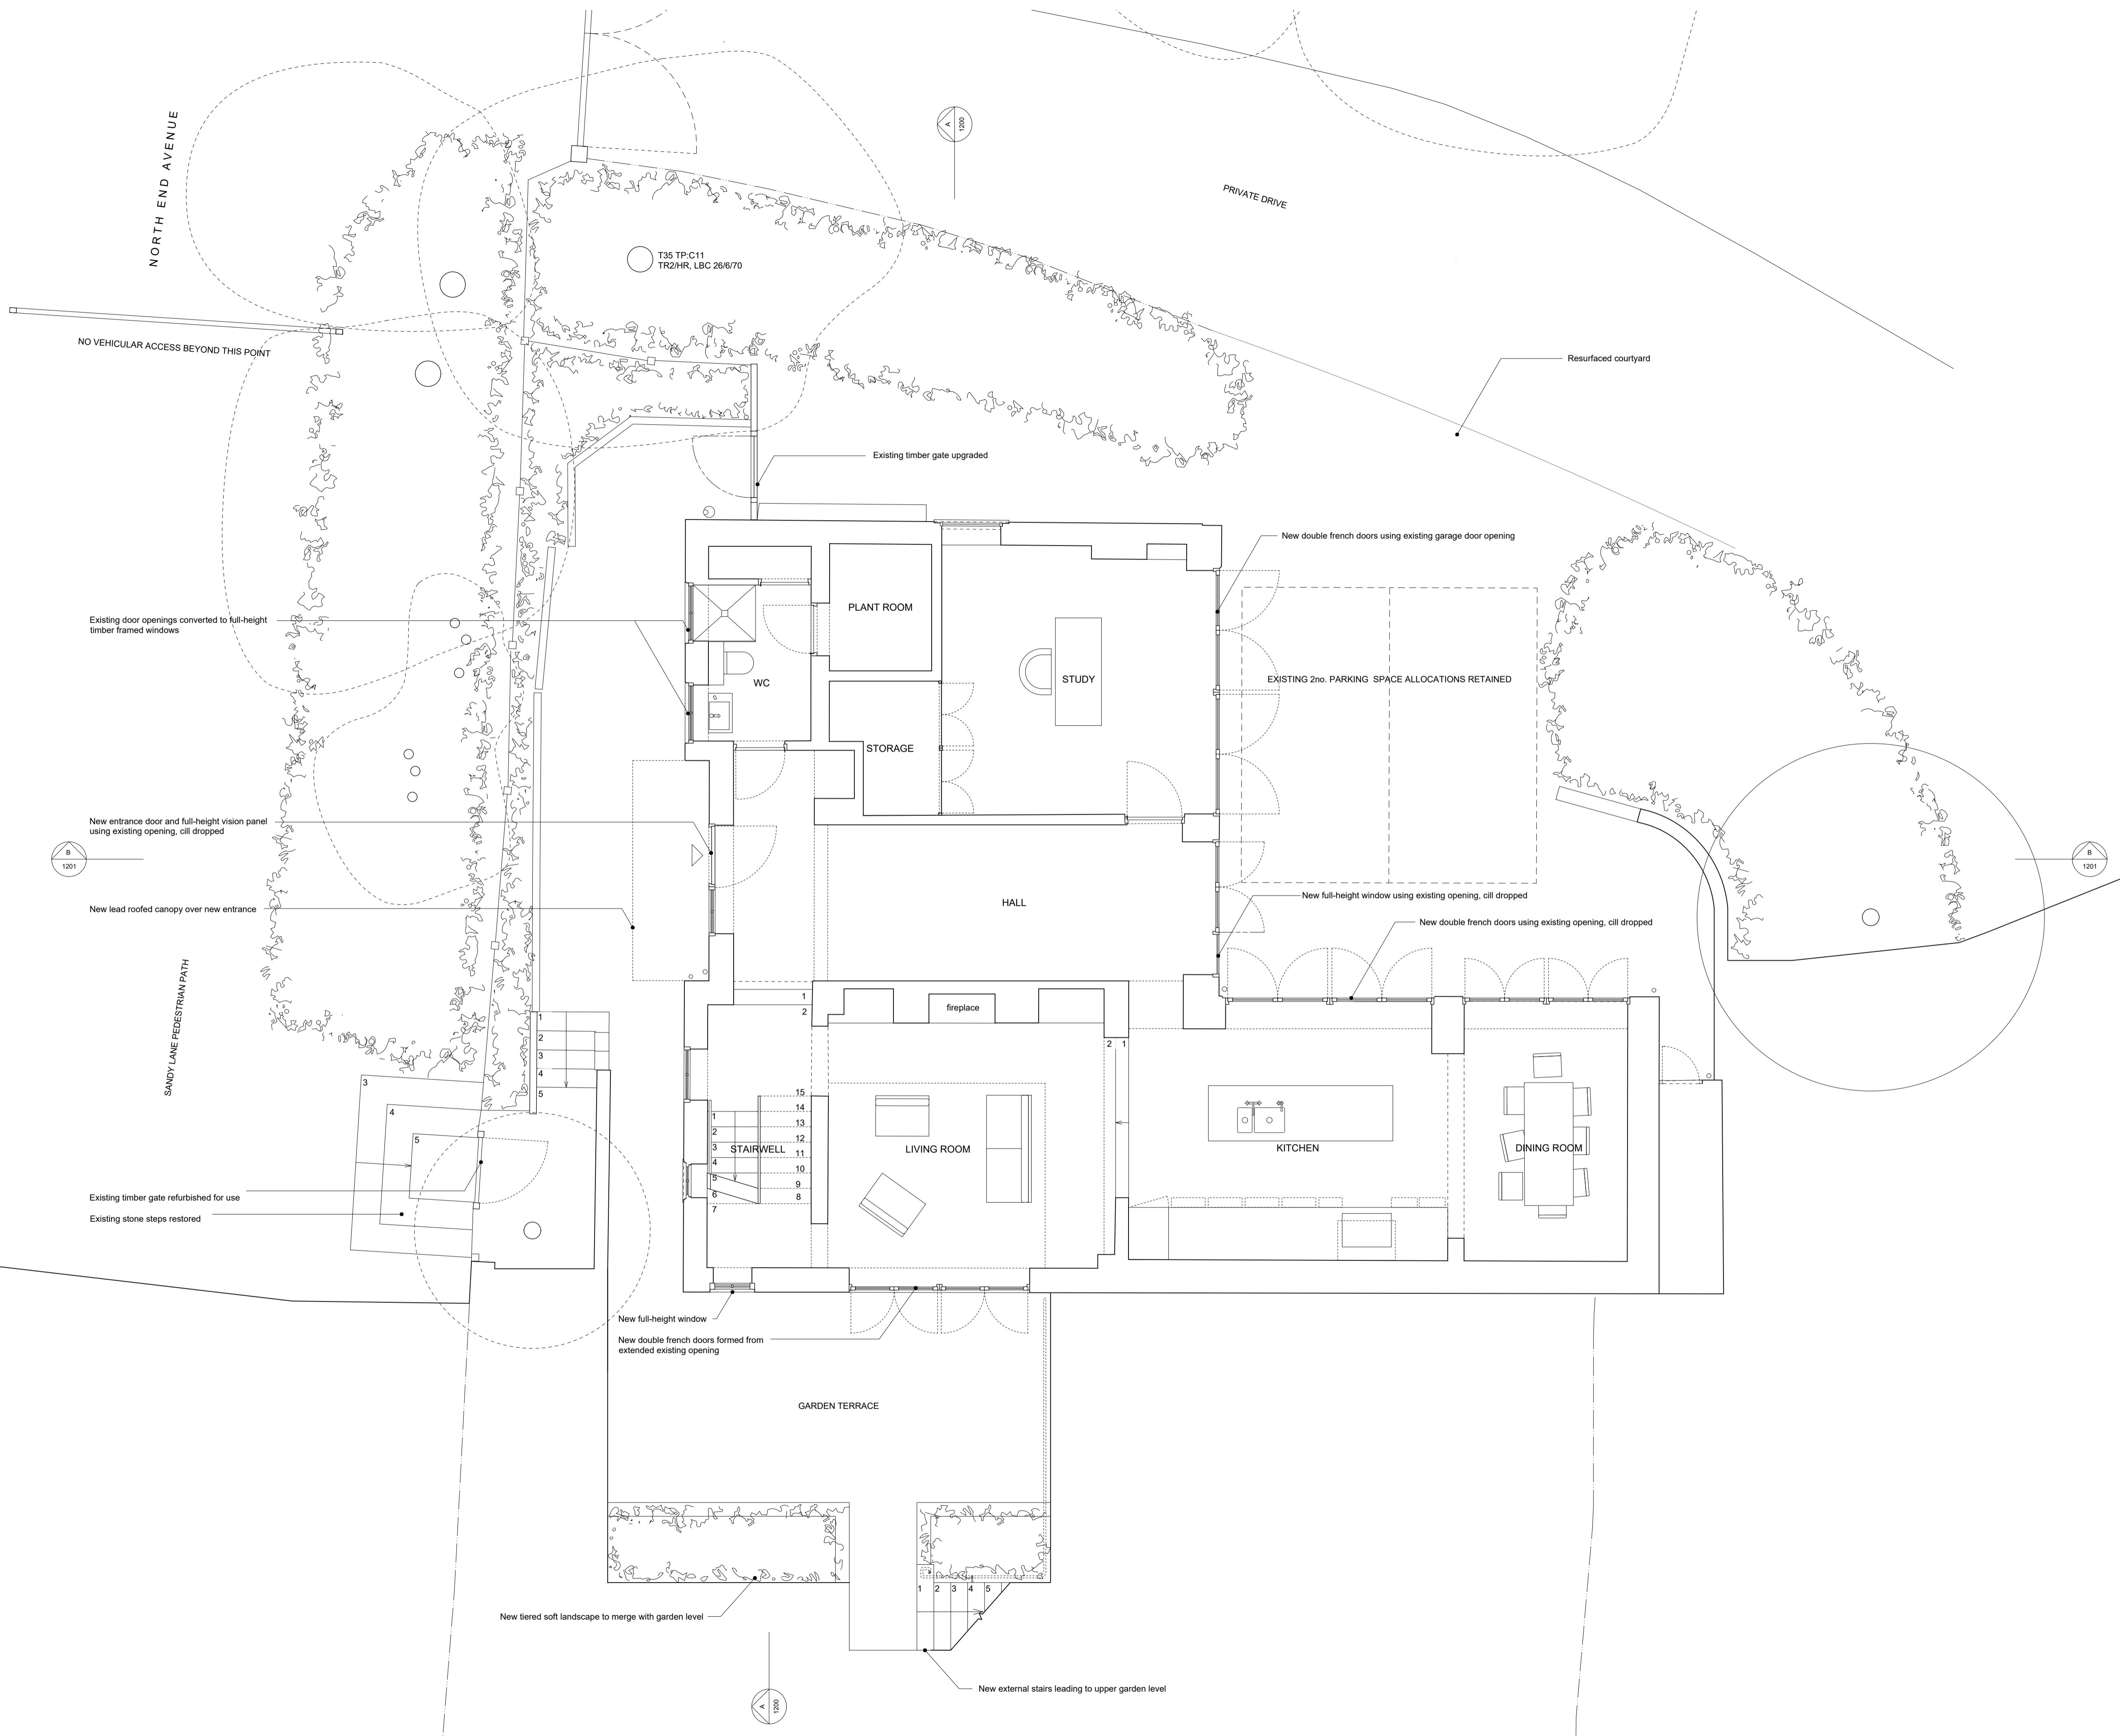 NORTH END AVENUE
A
1200
PRIVATE DRIVE
T35 TP:C11
TR2/HR, LBC 26/6/70
NO VEHICULAR ACCESS BEYOND THIS POINT
Resurfaced courtyard
Existing timber gate upgraded
New double french doors using existing garage door opening
PLANT ROOM
Existing door openings converted to full-height
timber framed windows
WC
STUDY
EXISTING 2no. PARKING SPACE ALLOCATIONS RETAINED
STORAGE
New entrance door and full-height vision panel
using existing opening, cill dropped
B
1201
B
1201
New lead roofed canopy over new entrance
HALL
New full-height window using existing opening, cill dropped
New double french doors using existing opening, cill dropped
SANDY LANE PEDESTRIAN PATH
1
2
fireplace
1
2
3
4
5
2 1
3
4
5
15
14
13
12
11
10
9
8
1
2
3
4
5
6
7
STAIRWELL
LIVING ROOM
KITCHEN
DINING ROOM
Existing timber gate refurbished for use
Existing stone steps restored
New full-height window
New double french doors formed from
extended existing opening
GARDEN TERRACE
1 2 3 4 5
New tiered soft landscape to merge with garden level
New external stairs leading to upper garden level
A
1200